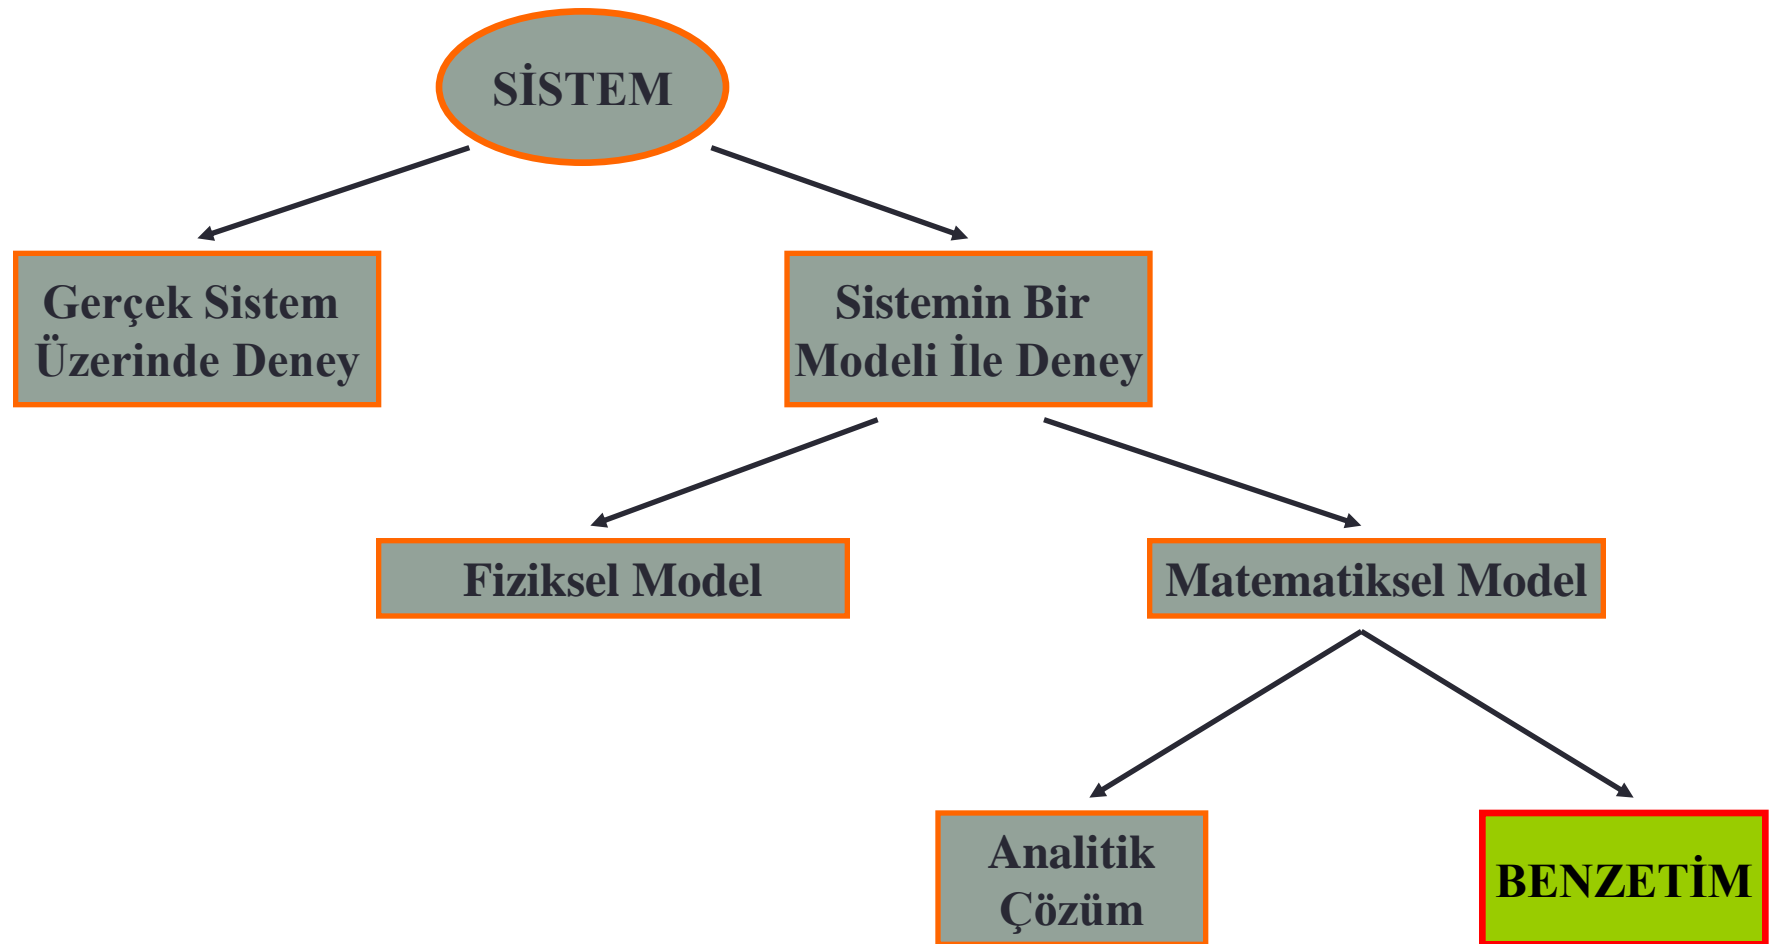 SİSTEM
Gerçek Sistem
Üzerinde Deney
Sistemin Bir
Modeli İle Deney
Fiziksel Model
Matematiksel Model
Analitik
Çözüm
BENZETİM